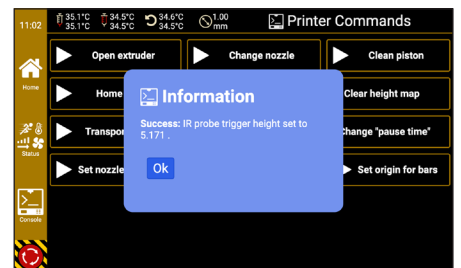 11:02
35.1°C 34.5°C 34.6°C 1.00
35.1°C 34.5°C 34.5°C mm
Printer Commands
Open extruder
Change nozzle
Clean piston
Home
Home
Information
Clear height map
Success: IR probe trigger height set to
5.171 .
Transpor
Change "pause time"
Status
Ok
Set nozzle
Set origin for bars
Console